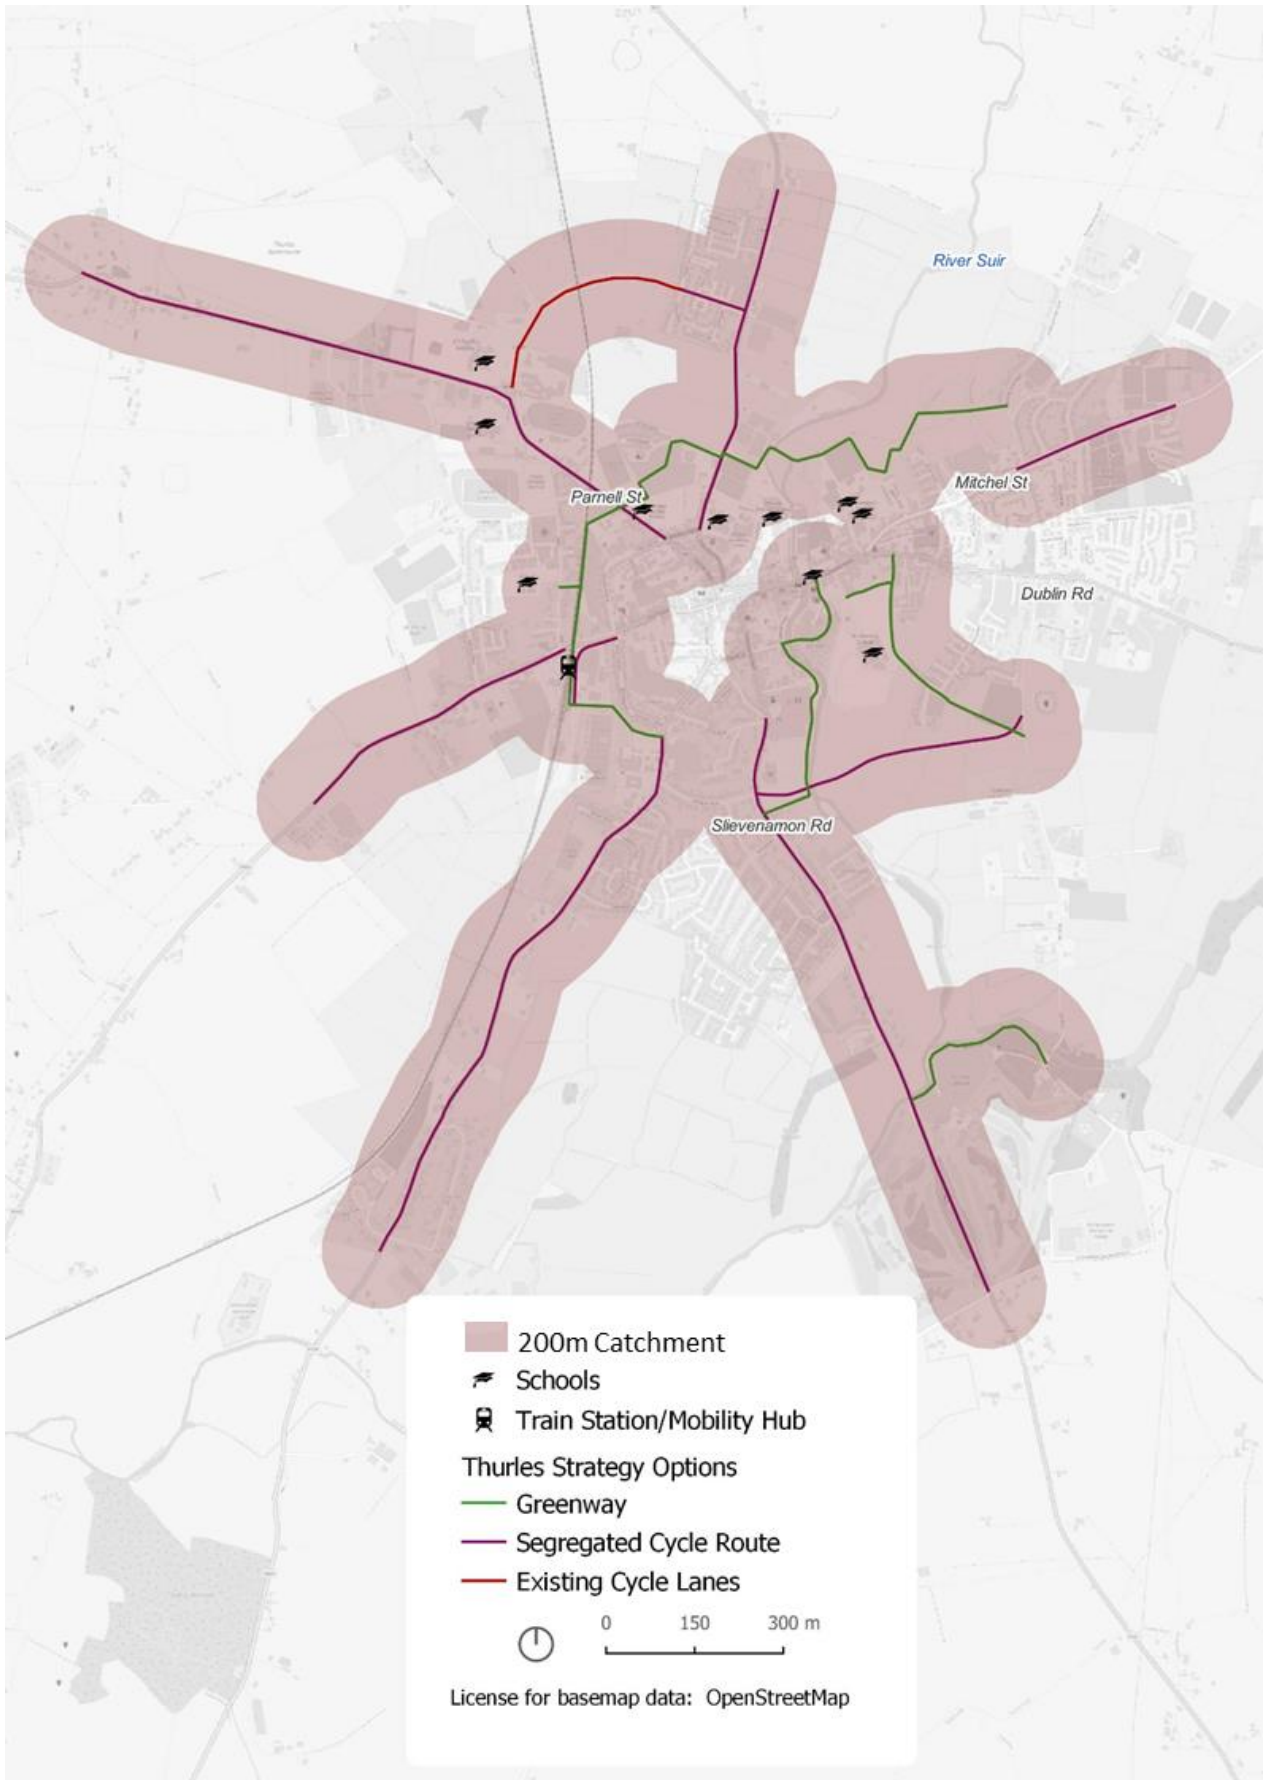 River Suir
Parnell St
Mitchel St
Dublin Rd
Slievenamon Rd
200m Catchment
Schools
Train Station/Mobility Hub
Thurles Strategy Options
Greenway
Segregated Cycle Route
Existing Cycle Lanes
0 150 300 m
License for basemap data: OpenStreetMap